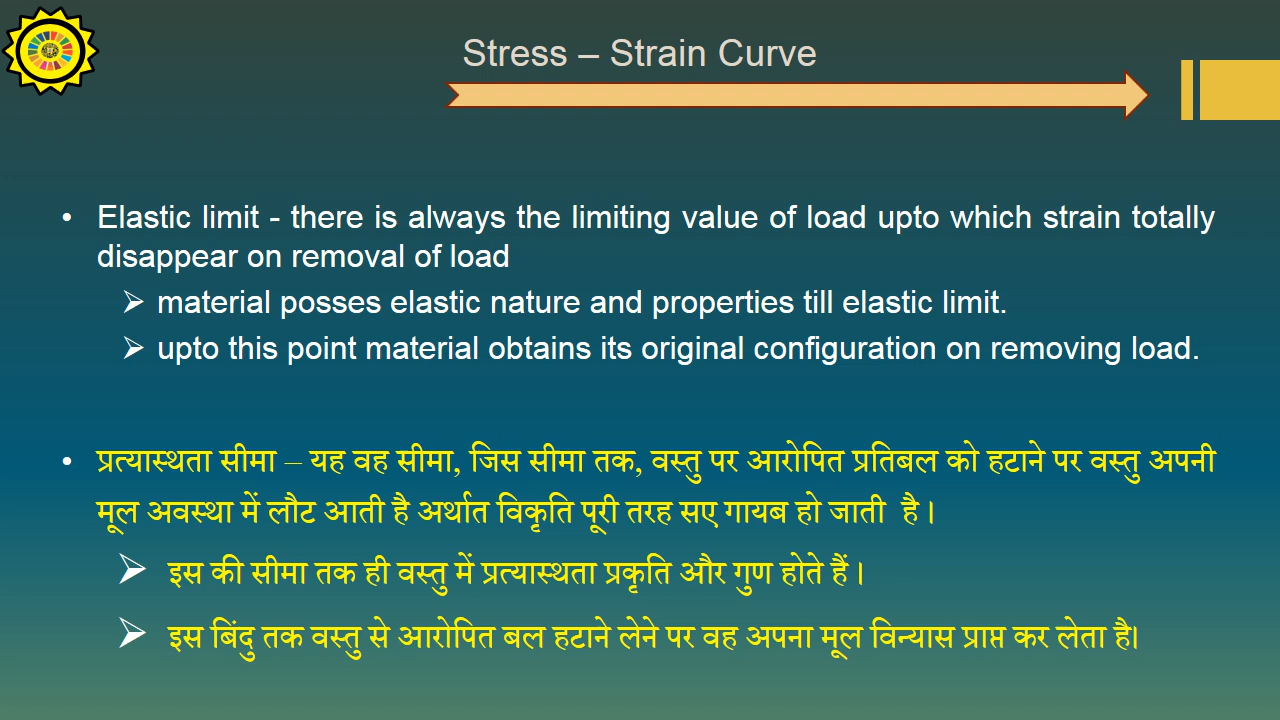 Stress – Strain Curve
• Elastic limit - there is always the limiting value of load upto which strain totally
disappear on removal of load
➢ material posses elastic nature and properties till elastic limit.
➢ upto this point material obtains its original configuration on removing load.
• प्रत्यास्थता सीमा – यह वह सीमा, जिस सीमा तक, वस्तु पर आरोपित प्रतिबल को हटाने पर वस्तु अपनी
मूल अवस्था में लौट आती है अर्थात विकृति पूरी तरह सए गायब हो जाती है।
➢ इस की सीमा तक ही वस्तु में प्रत्यास्थता प्रकृति और गुण होते हैं।
➢ इस बिंदु तक वस्तु से आरोपित बल हटाने लेने पर वह अपना मूल विन्यास प्राप्त कर लेता है।